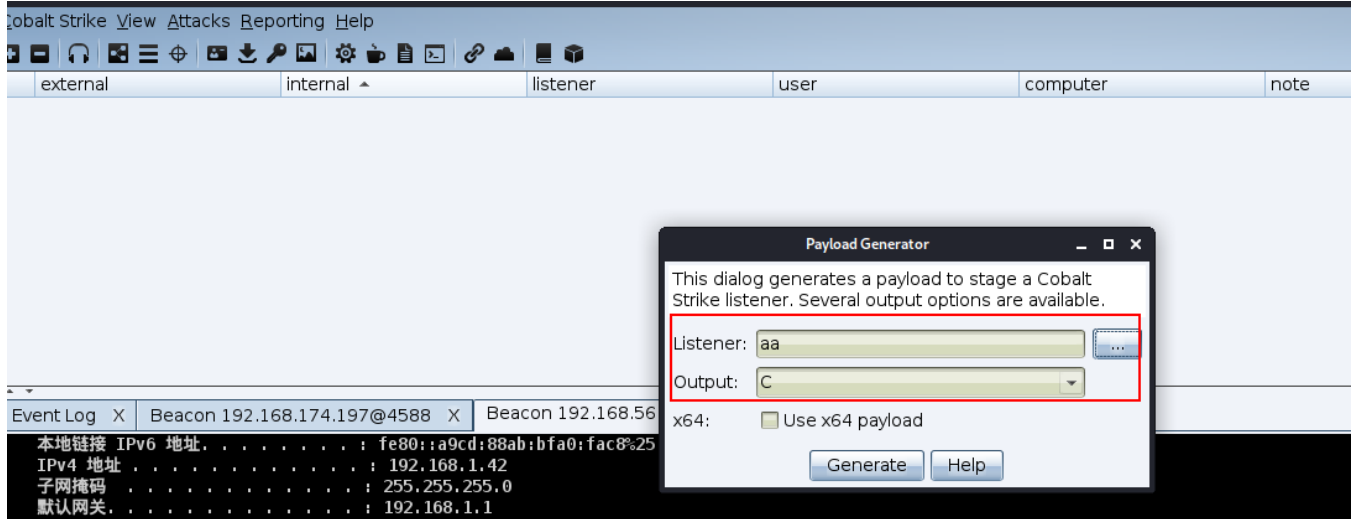 Cobalt Strike View Attacks Reporting Help
external internal listener user computer note
Payload Generator
This dialog generates a payload to stage a Cobalt
Strike listener. Several output options are available.
Listener: aa ...
Output: C
x64: Use x64 payload
Generate Help
Event Log X Beacon 192.168.174.197@4588 X Beacon 192.168.56
本地链接 IPv6 地址. . . . . . . . : fe80::a9cd:88ab:bfa0:fac8%25
IPv4 地址 . . . . . . . . . . . . : 192.168.1.42
子网掩码 . . . . . . . . . . . . : 255.255.255.0
默认网关. . . . . . . . . . . . . : 192.168.1.1